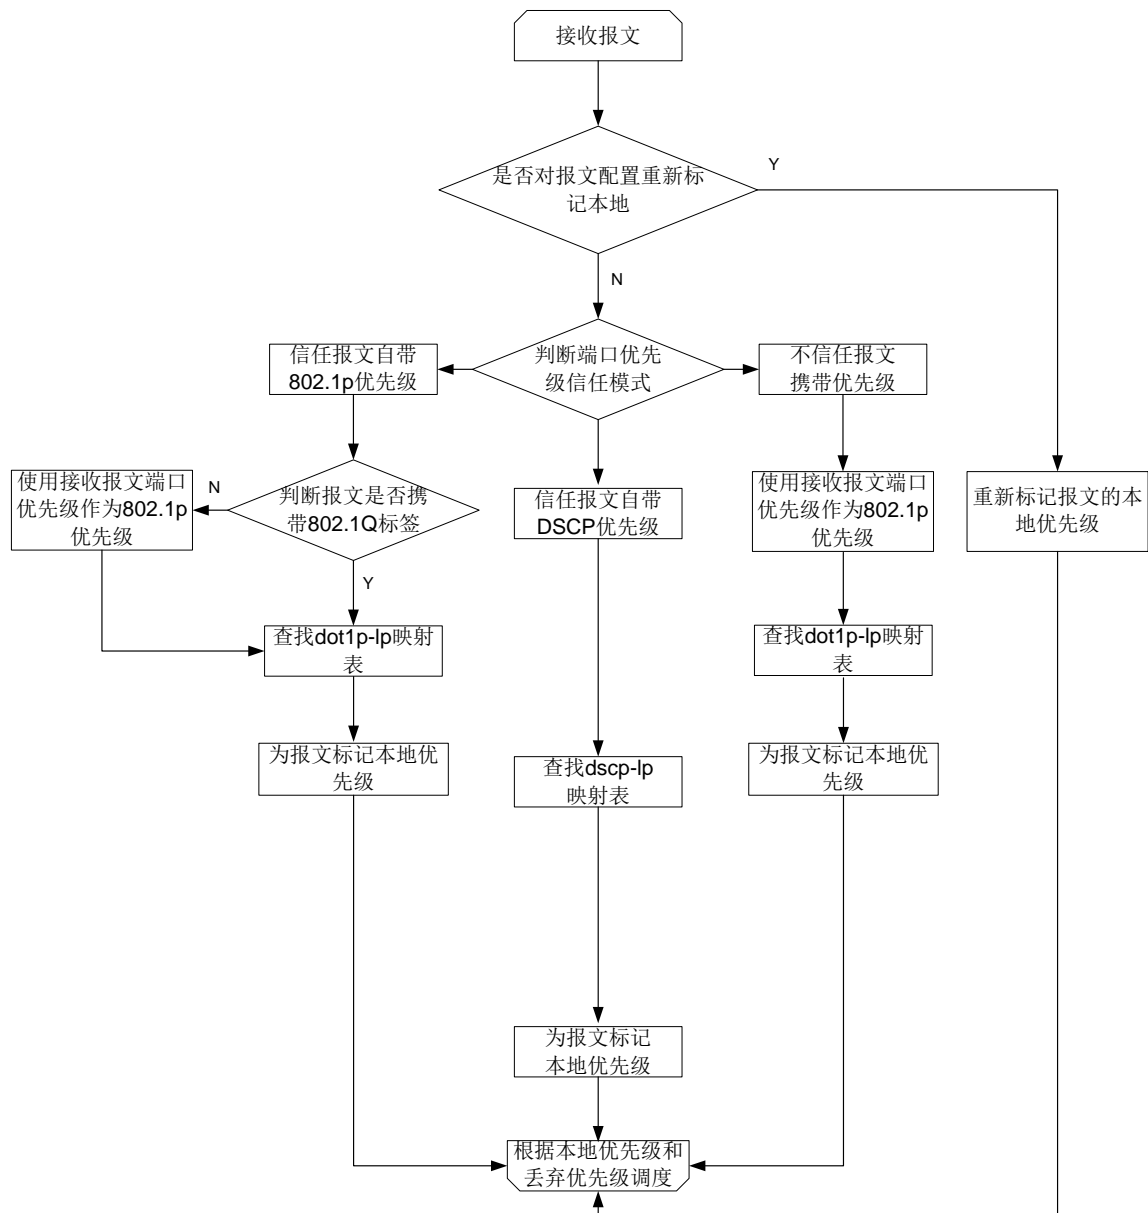 接收报文
是否对报文配置重新标
记本地
Y
N
信任报文自带
802.1p优先级
判断端口优先
级信任模式
不信任报文
携带优先级
使用接收报文端口
优先级作为802.1p
优先级
N
判断报文是否携
带802.1Q标签
Y
信任报文自带
DSCP优先级
使用接收报文端口
优先级作为802.1p
优先级
重新标记报文的本
地优先级
查找dot1p-lp映射
表
查找dot1p-lp映射
表
为报文标记本地优
先级
查找dscp-lp
映射表
为报文标记本地优
先级
为报文标记
本地优先级
根据本地优先级和
丢弃优先级调度